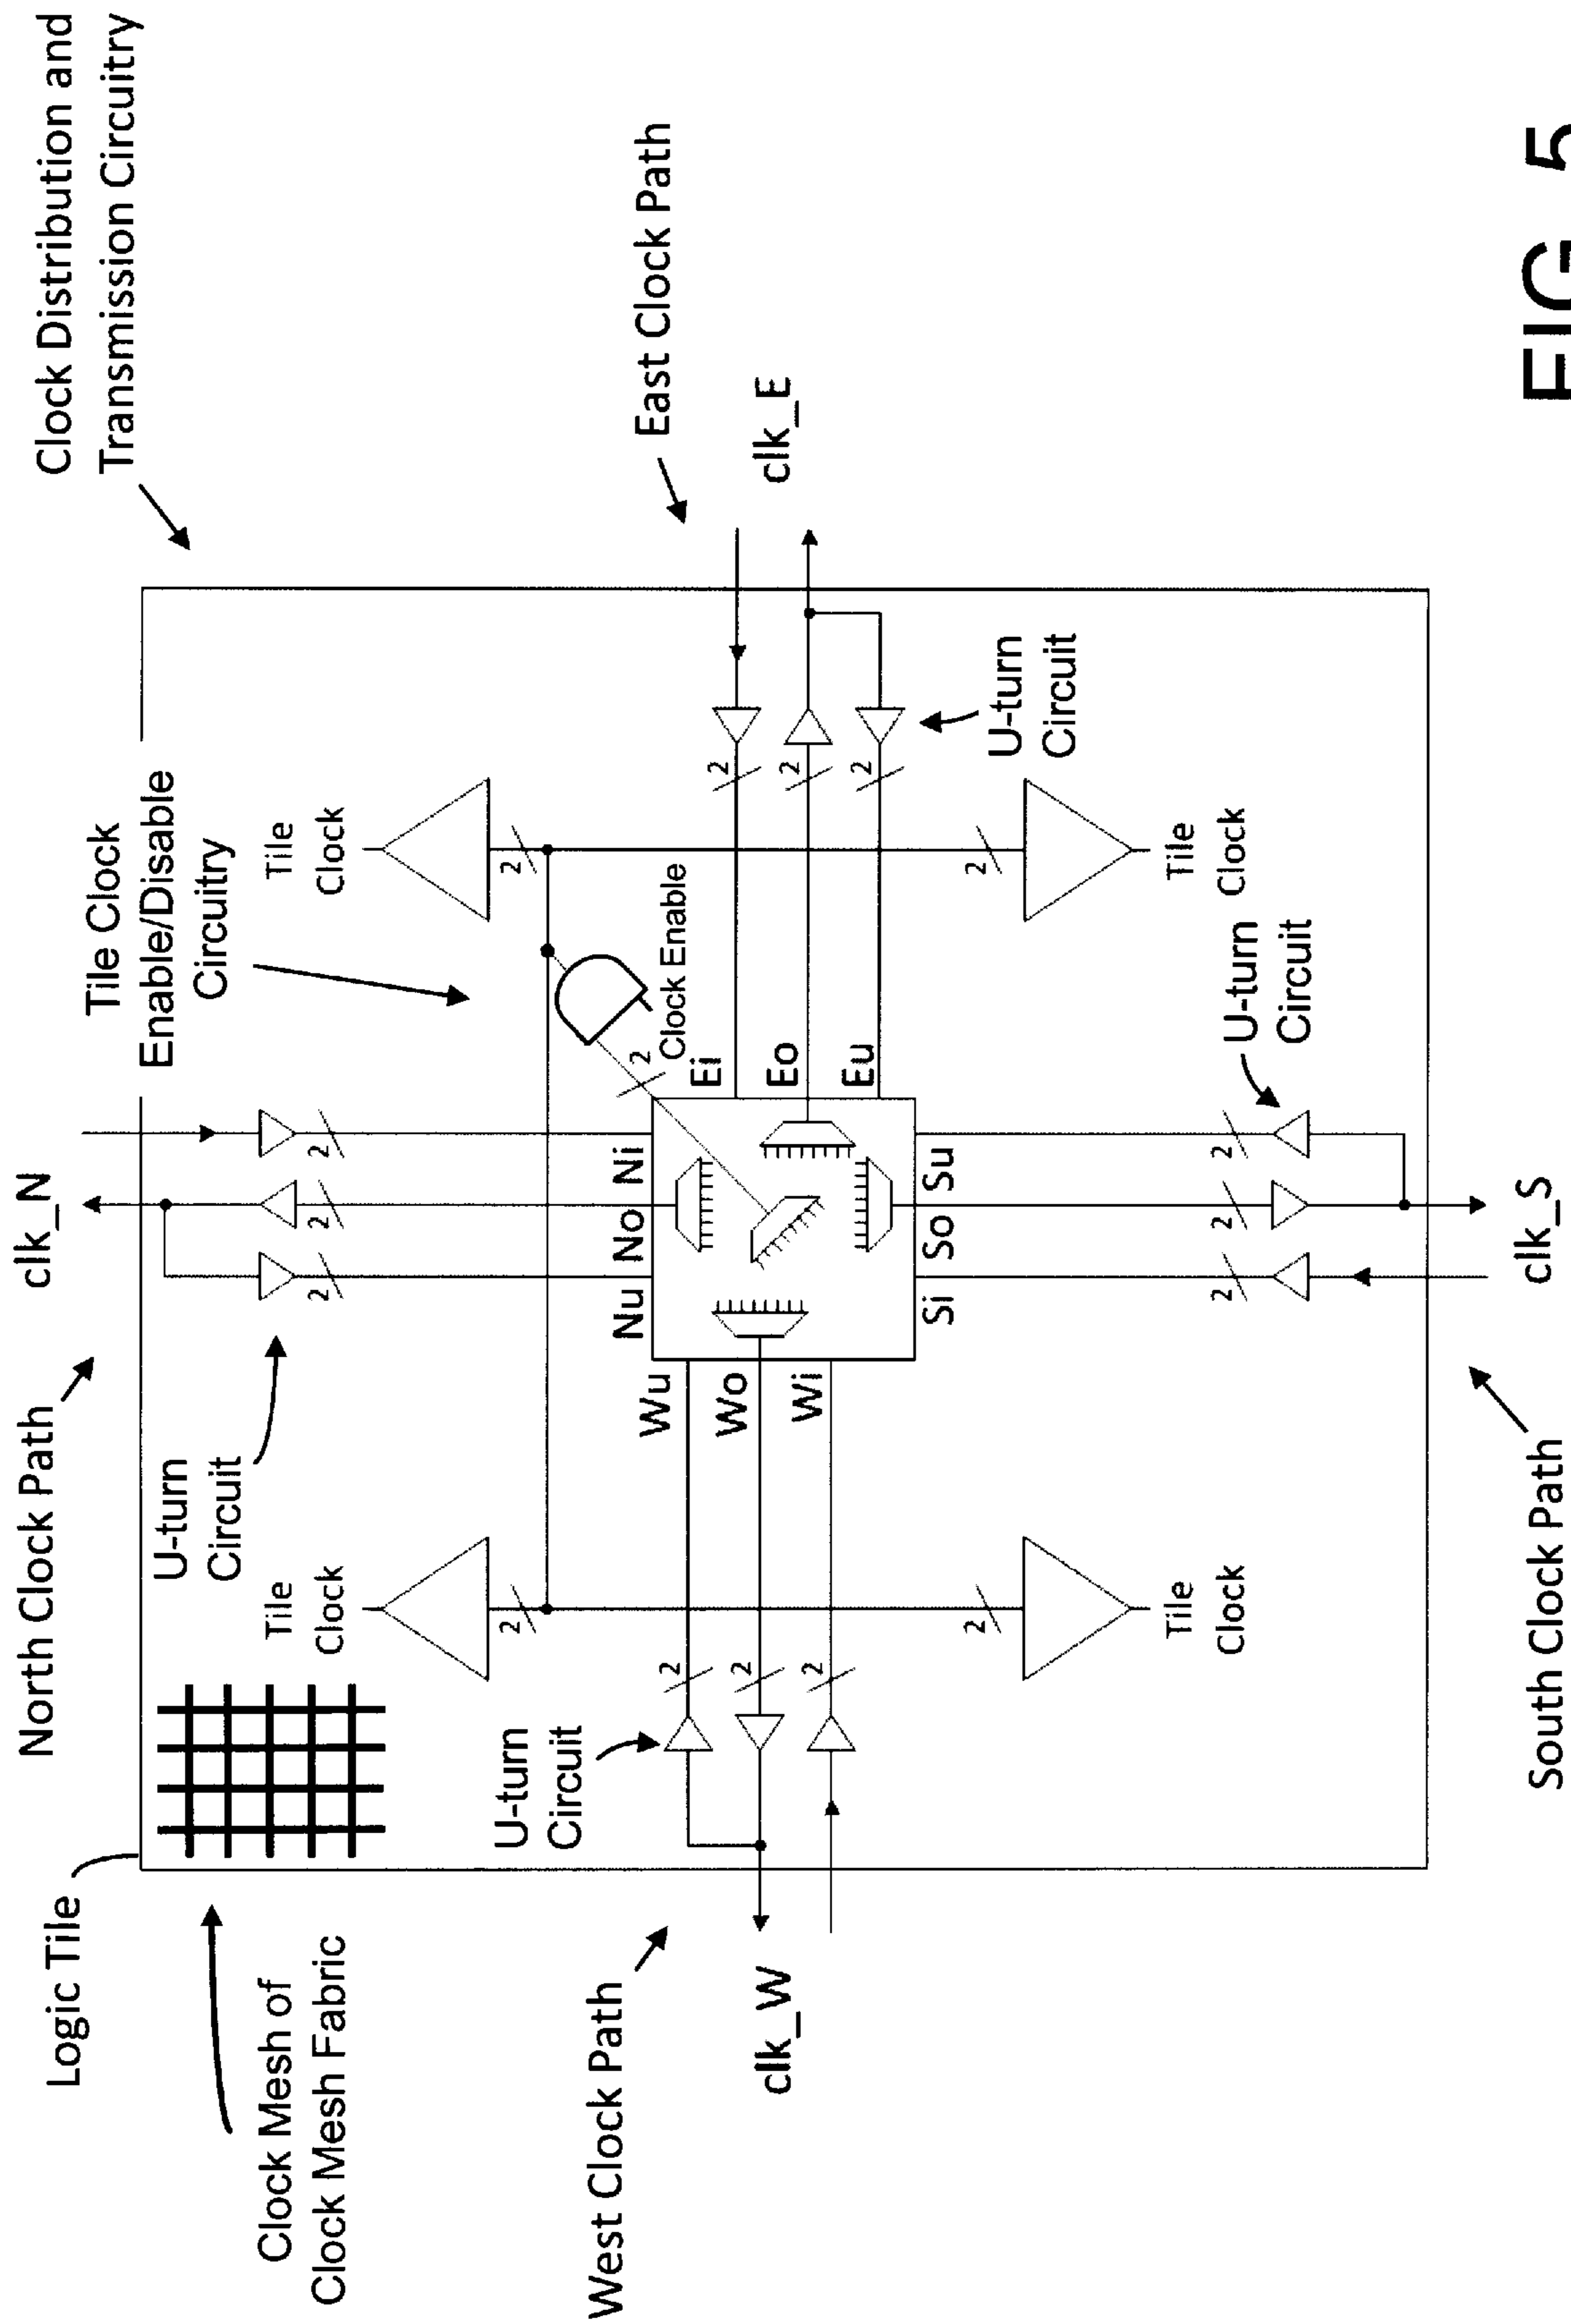 North Clock Path
clk_N
Clock Distribution and
Transmission Circuitry
Logic Tile
Tile Clock
Enable/Disable
Circuitry
U-turn
Circuit
Clock Mesh of
Clock Mesh Fabric
Tile
Clock
Tile
Clock
2
2
2
2
2
U-turn
Circuit
Nu
No
Ni
2
Clock Enable
West Clock Path
East Clock Path
Wu
2
Ei
2
clk_W
Wo
2
Eo
2
clk_E
Wi
2
Eu
2
Si
So
Su
2
2
U-turn
Circuit
Tile
Clock
Tile
Clock
2
2
2
U-turn
Circuit
clk_S
South Clock Path
FIG. 5